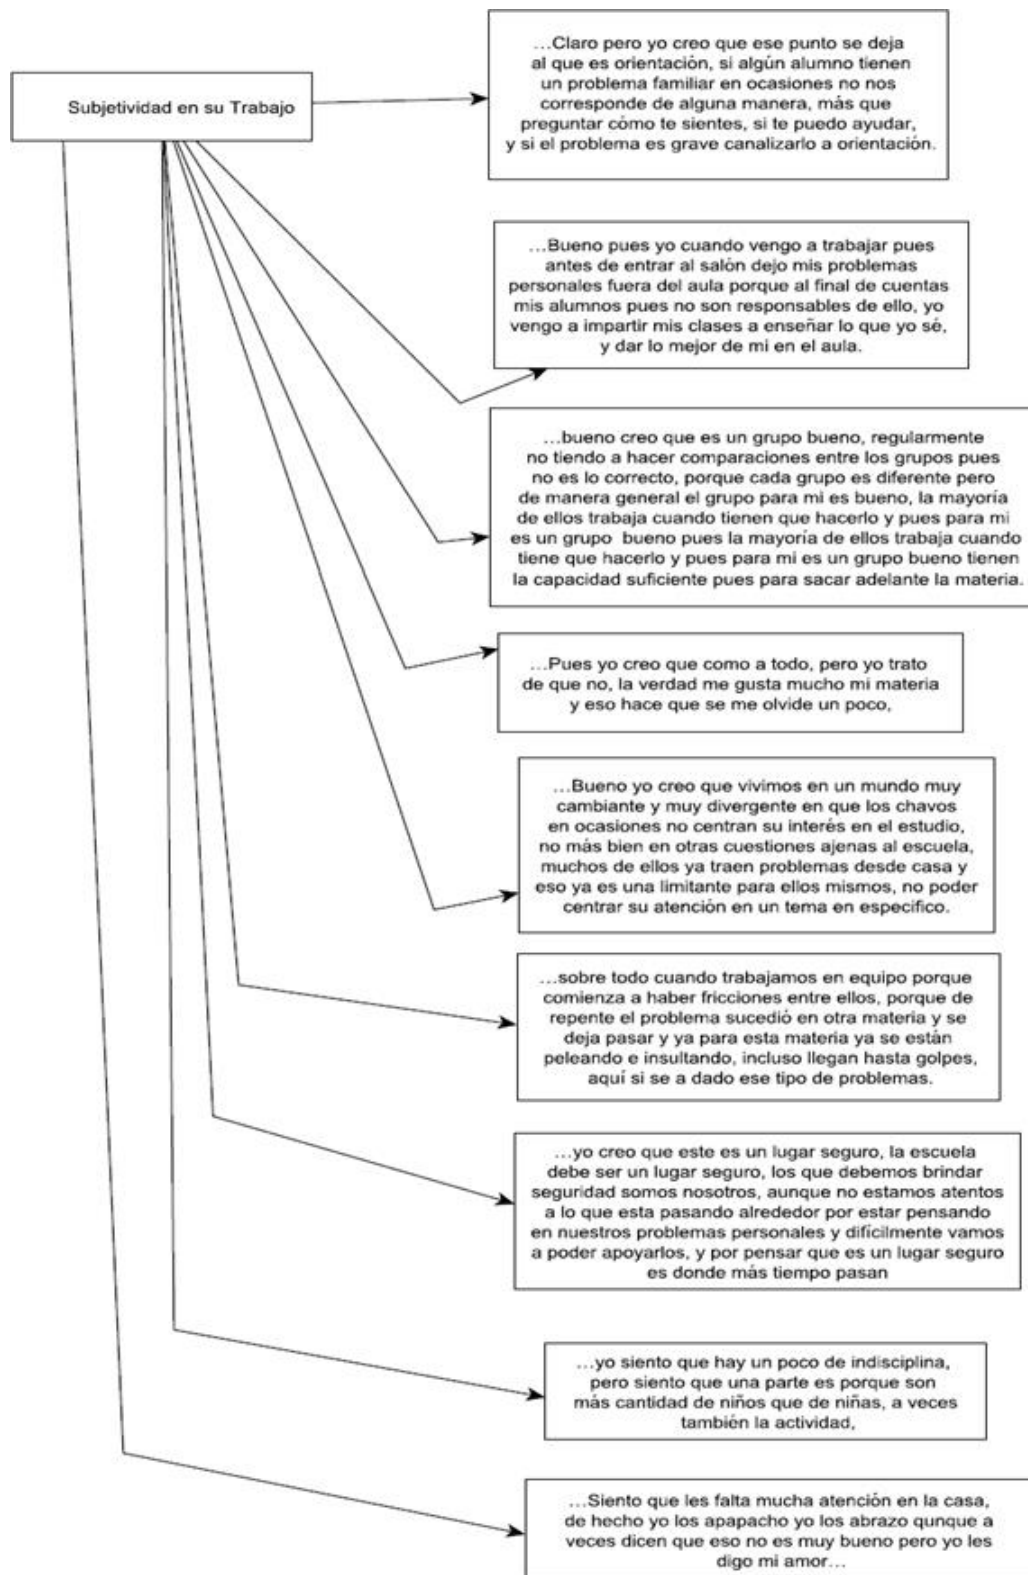 Subjetividad en su Trabajo
…Claro pero yo creo que ese punto se deja
al que es orientación, si algún alumno tienen
un problema familiar en ocasiones no nos
corresponde de alguna manera, más que
preguntar cómo te sientes, si te puedo ayudar,
y si el problema es grave canalizarlo a orientación.
…Bueno pues yo cuando vengo a trabajar pues
antes de entrar al salón dejo mis problemas
personales fuera del aula porque al final de cuentas
mis alumnos pues no son responsables de ello, yo
vengo a impartir mis clases a enseñar lo que yo sé,
y dar lo mejor de mi en el aula.
…bueno creo que es un grupo bueno, regularmente
no tiendo a hacer comparaciones entre los grupos pues
no es lo correcto, porque cada grupo es diferente pero
de manera general el grupo para mi es bueno, la mayoría
de ellos trabaja cuando tienen que hacerlo y pues para mi
es un grupo bueno pues la mayoría de ellos trabaja cuando
tiene que hacerlo y pues para mi es un grupo bueno tienen
la capacidad suficiente pues para sacar adelante la materia.
…Pues yo creo que como a todo, pero yo trato
de que no, la verdad me gusta mucho mi materia
y eso hace que se me olvide un poco,
…Bueno yo creo que vivimos en un mundo muy
cambiante y muy divergente en que los chavos
en ocasiones no centran su interés en el estudio,
no más bien en otras cuestiones ajenas al escuela,
muchos de ellos ya traen problemas desde casa y
eso ya es una limitante para ellos mismos, no poder
centrar su atención en un tema en especifico.
…sobre todo cuando trabajamos en equipo porque
comienza a haber fricciones entre ellos, porque de
repente el problema sucedió en otra materia y se
deja pasar y ya para esta materia ya se están
peleando e insultando, incluso llegan hasta golpes,
aquí si se a dado ese tipo de problemas.
…yo creo que este es un lugar seguro, la escuela
debe ser un lugar seguro, los que debemos brindar
seguridad somos nosotros, aunque no estamos atentos
a lo que esta pasando alrededor por estar pensando
en nuestros problemas personales y difícilmente vamos
a poder apoyarlos, y por pensar que es un lugar seguro
es donde más tiempo pasan
…yo siento que hay un poco de indisciplina,
pero siento que una parte es porque son
más cantidad de niños que de niñas, a veces
también la actividad,
…Siento que les falta mucha atención en la casa,
de hecho yo los apapacho yo los abrazo qunque a
veces dicen que eso no es muy bueno pero yo les
digo mi amor…